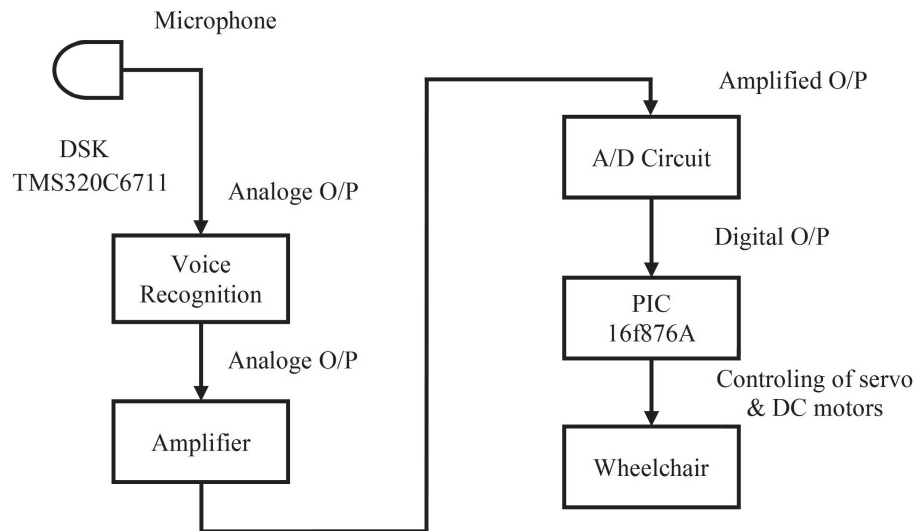 Microphone
DSK
TMS320C6711
Analoge O/P
Voice
Recognition
Analoge O/P
Amplifier
Amplified O/P
A/D Circuit
Digital O/P
PIC
16f876A
Controling of servo
& DC motors
Wheelchair